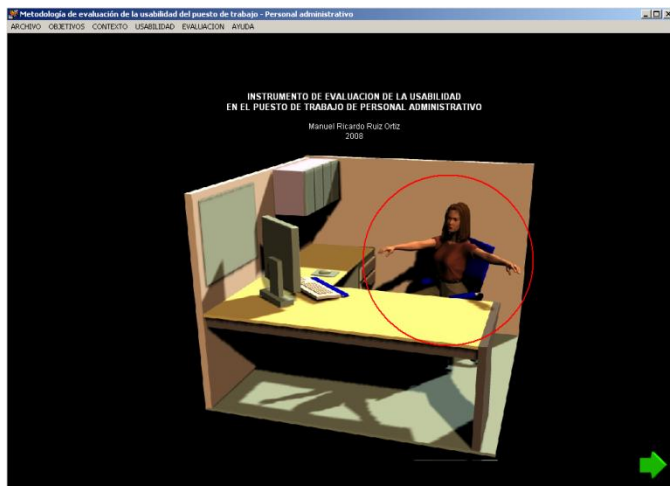 Metodología de evaluación de la usabilidad del puesto de trabajo - Personal administrativo
ARCHIVO OBJETIVOS CONTEXTO USABILIDAD EVALUACION AYUDA
INSTRUMENTO DE EVALUACION DE LA USABILIDAD
EN EL PUESTO DE TRABAJO DE PERSONAL ADMINISTRATIVO
Manuel Ricardo Ruiz Ortiz
2008